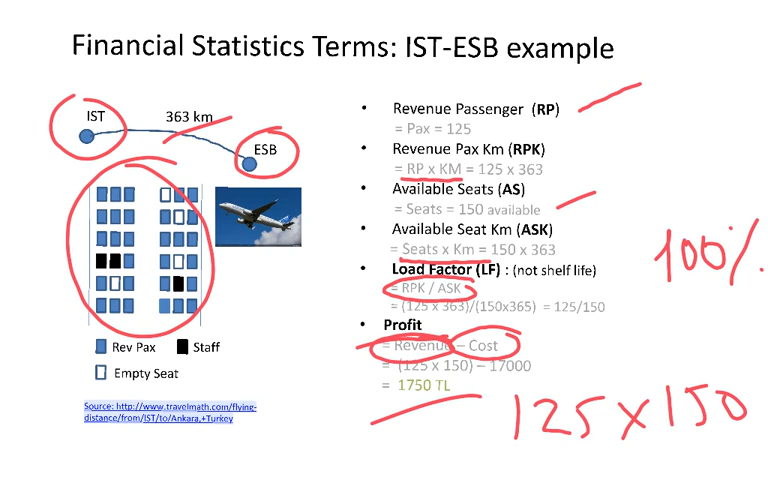 Financial Statistics Terms: IST-ESB example
IST
363 km
ESB
Rev Pax
Staff
Empty Seat
Source: http://www.travelmath.com/flying-
distance/from/IST/to/Ankara,+Turkey
• Revenue Passenger (RP)
= Pax = 125
Revenue Pax Km (RPK)
= RP x KM = 125 x 363
• Available Seats (AS)
= Seats = 150 available
• Available Seat Km (ASK)
= Seats x Km = 150 x 363
• Load Factor (LF) : (not shelf life)
= RPK / ASK
= (125 x 363)/(150x365) = 125/150
• Profit
= Revenue – Cost
= (125 x 150) – 17000
= 1750 TL
100%
125 x 150